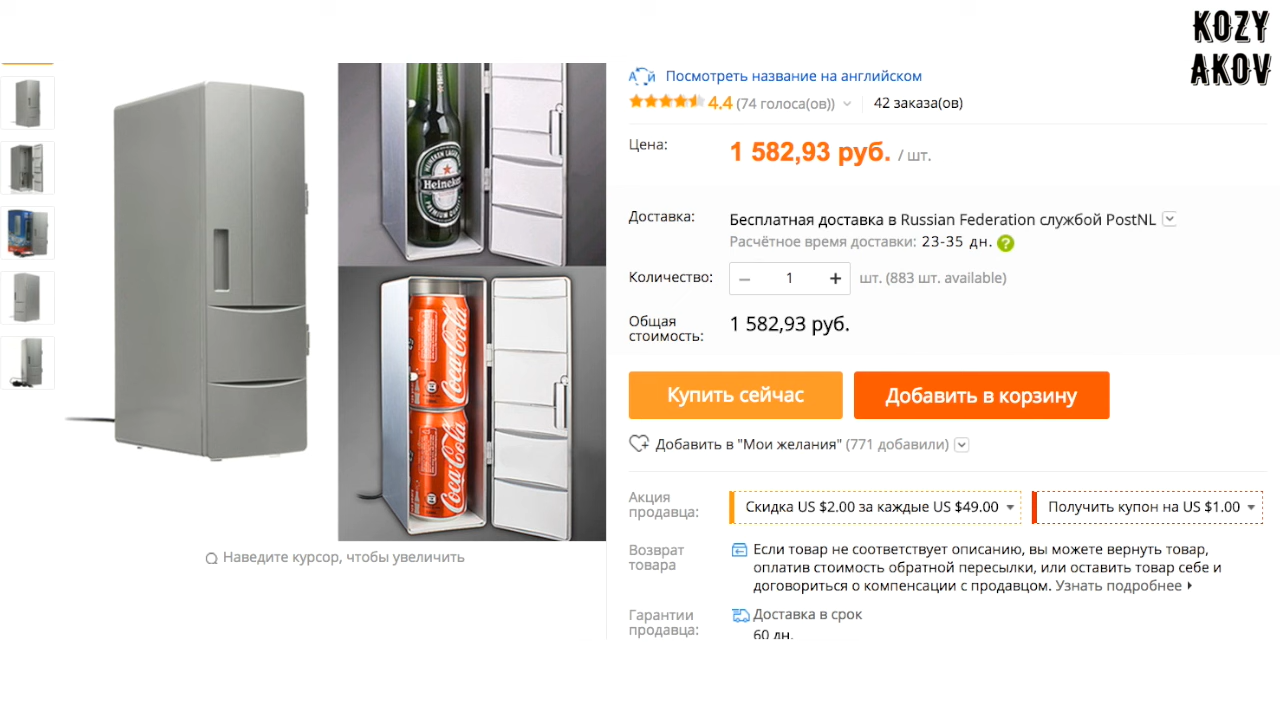 KOZY
AKOV
Посмотреть название на английском
4.4 (74 голоса(ов)) 42 заказа(ов)
Цена: 1 582,93 руб. / шт.
Доставка: Бесплатная доставка в Russian Federation службой PostNL
Расчётное время доставки: 23-35 дн. ?
Количество: − 1 + шт. (883 шт. available)
Общая
стоимость: 1 582,93 руб.
Купить сейчас Добавить в корзину
Добавить в "Мои желания" (771 добавили)
Акция
продавца: Скидка US $2.00 за каждые US $49.00 Получить купон на US $1.00
Возврат
товара
Если товар не соответствует описанию, вы можете вернуть товар,
оплатив стоимость обратной пересылки, или оставить товар себе и
договориться о компенсации с продавцом. Узнать подробнее
Гарантии
продавца:
Доставка в срок
60 дн.
Наведите курсор, чтобы увеличить
HEINEKEN LAGER
Heineken
PREMIUM QUALITY
Coca-Cola
Coca-Cola